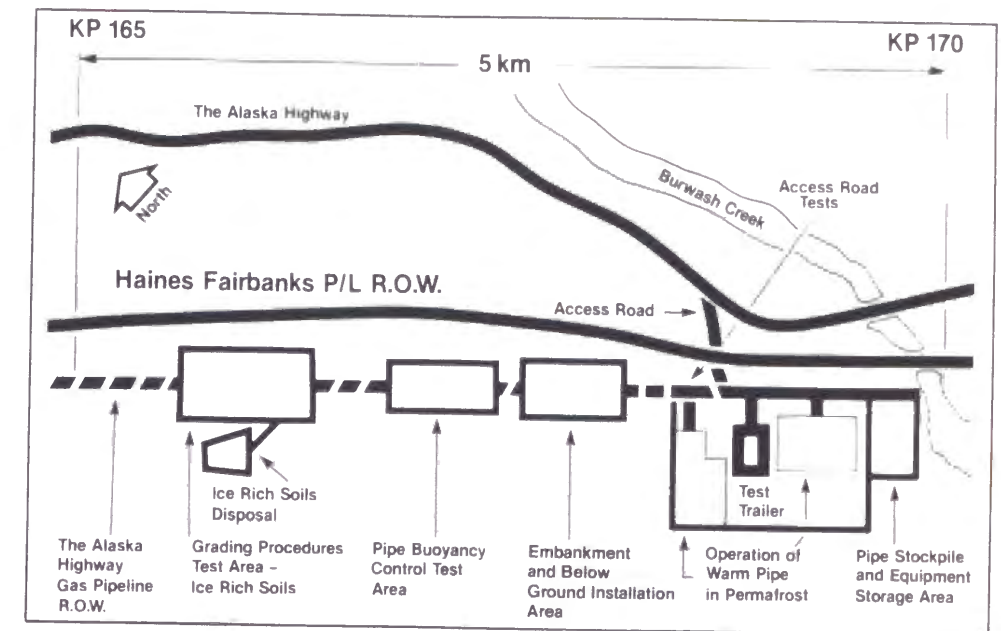 KP 165
KP 170
5 km
The Alaska Highway
North
Burwash Creek
Access Road
Tests
Haines Fairbanks P/L R.O.W.
Access Road
Ice Rich Soils
Disposal
Test
Trailer
The Alaska
Highway
Gas Pipeline
R.O.W.
Grading Procedures
Test Area –
Ice Rich Soils
Pipe Buoyancy
Control Test
Area
Embankment
and Below
Ground Installation
Area
Operation of
Warm Pipe
in Permafrost
Pipe Stockpile
and Equipment
Storage Area